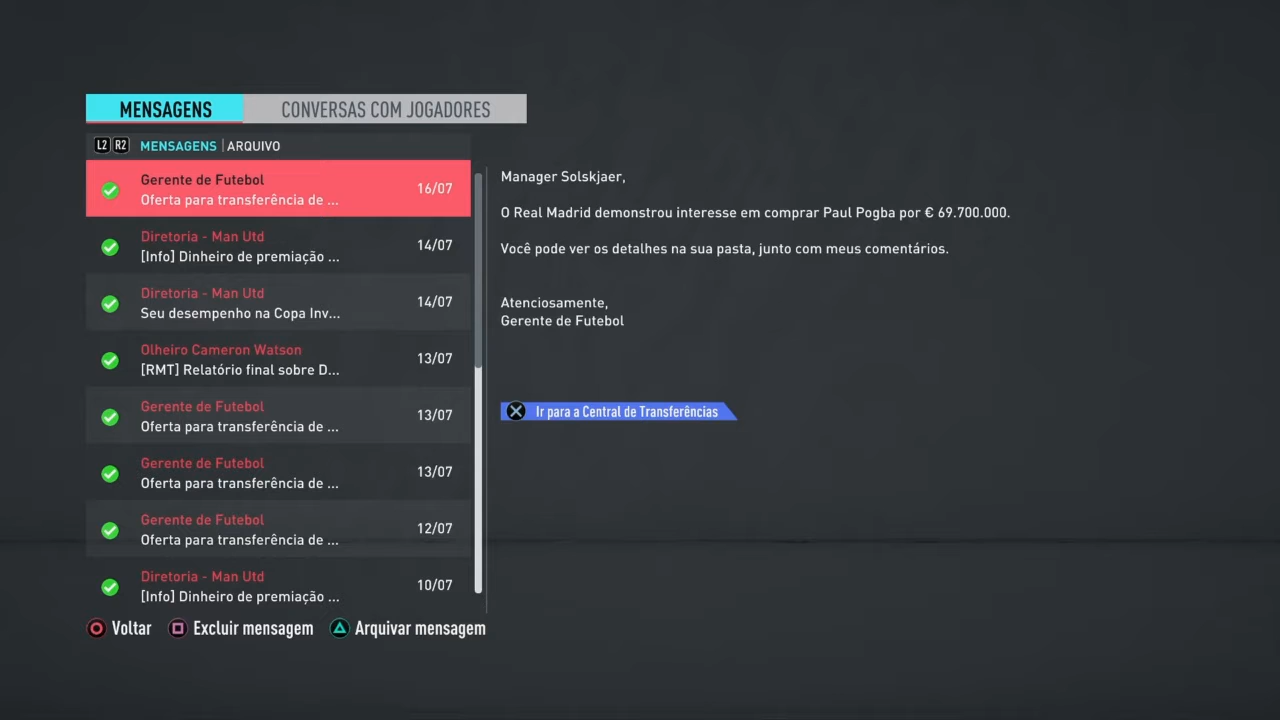 MENSAGENS
CONVERSAS COM JOGADORES
L2 R2 MENSAGENS | ARQUIVO
Gerente de Futebol
Oferta para transferência de ...
16/07
Diretoria - Man Utd
[Info] Dinheiro de premiação ...
14/07
Diretoria - Man Utd
Seu desempenho na Copa Inv...
14/07
Olheiro Cameron Watson
[RMT] Relatório final sobre D...
13/07
Gerente de Futebol
Oferta para transferência de ...
13/07
Gerente de Futebol
Oferta para transferência de ...
13/07
Gerente de Futebol
Oferta para transferência de ...
12/07
Diretoria - Man Utd
[Info] Dinheiro de premiação ...
10/07
Manager Solskjaer,
O Real Madrid demonstrou interesse em comprar Paul Pogba por € 69.700.000.
Você pode ver os detalhes na sua pasta, junto com meus comentários.
Atenciosamente,
Gerente de Futebol
Ir para a Central de Transferências
Voltar
Excluir mensagem
Arquivar mensagem